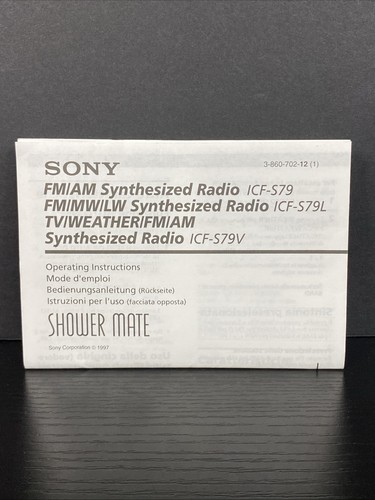 SONY
3-860-702-12 (1)
FM/AM Synthesized Radio ICF-S79
FM/MW/LW Synthesized Radio ICF-S79L
TV/WEATHER/FM/AM
Synthesized Radio ICF-S79V
Operating Instructions
Mode d'emploi
Bedienungsanleitung (Rückseite)
Istruzioni per l'uso (facciata opposta)
SHOWER MATE
Sony Corporation © 1997